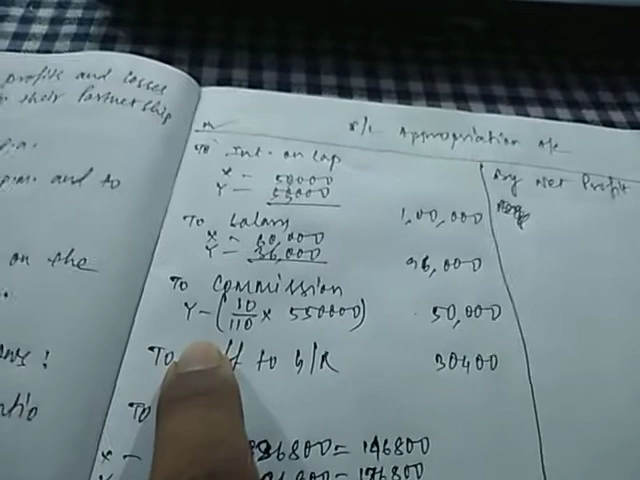 profits and losses
their Partnership
p.a.
p.m. and to
on the
P/L Appropriation A/c
To Int. on Cap
X - 50000
Y - 50000
1,00,000
By Net Profit
To Salary
X - 60,000
Y - 36,000
96,000
To Commission
Y - (10/110 × 550000)
50,000
To to G/R
30400
To
X - 86800 = 146800